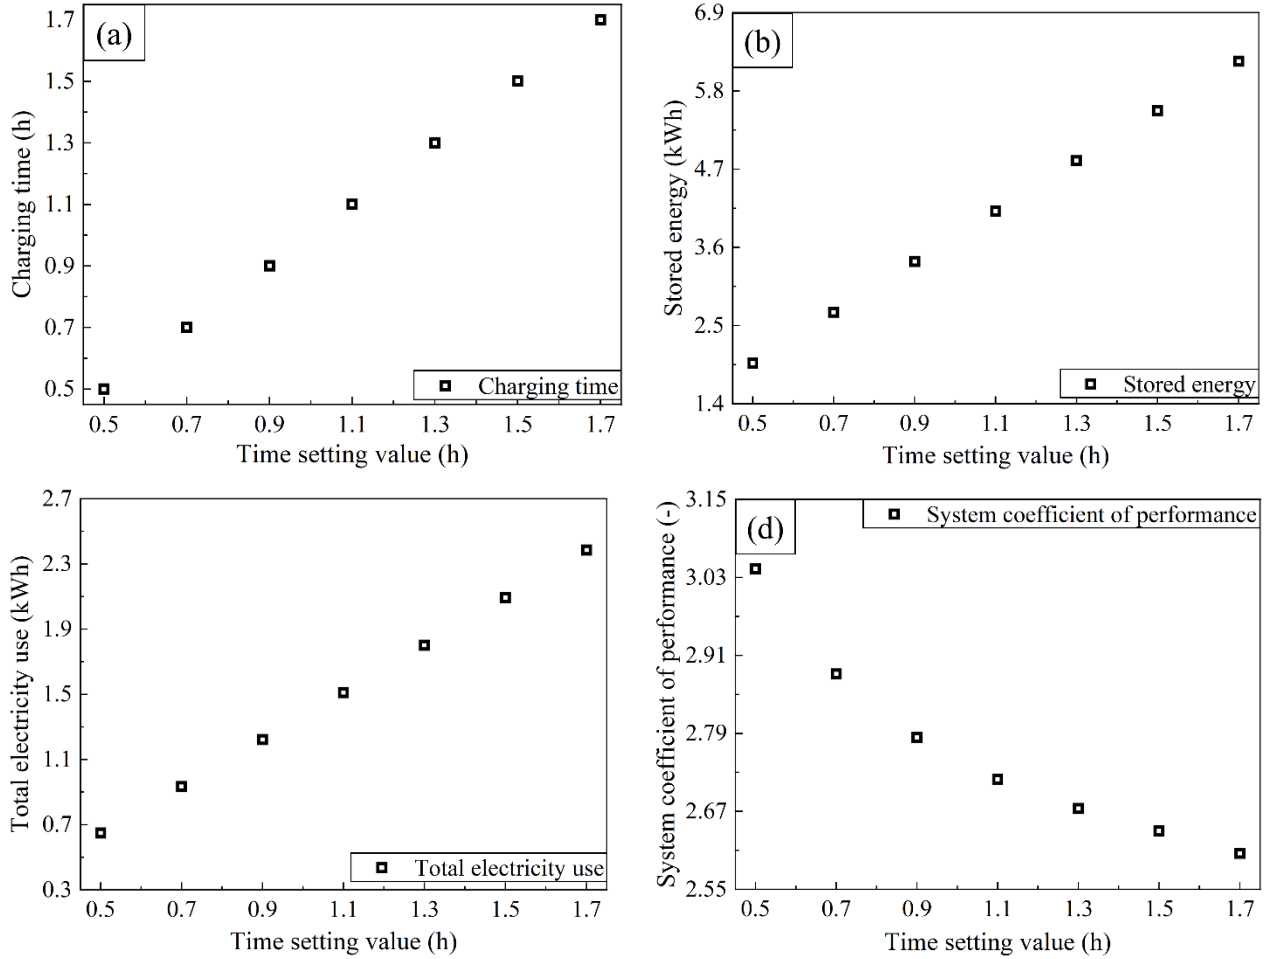 (a)
Charging time (h)
1.7
1.5
1.3
1.1
0.9
0.7
0.5
Charging time
0.5 0.7 0.9 1.1 1.3 1.5 1.7
Time setting value (h)
(b)
Stored energy (kWh)
6.9
5.8
4.7
3.6
2.5
1.4
Stored energy
0.5 0.7 0.9 1.1 1.3 1.5 1.7
Time setting value (h)
Total electricity use (kWh)
2.7
2.3
1.9
1.5
1.1
0.7
0.3
Total electricity use
0.5 0.7 0.9 1.1 1.3 1.5 1.7
Time setting value (h)
(d)
System coefficient of performance (-)
3.15
3.03
2.91
2.79
2.67
2.55
System coefficient of performance
0.5 0.7 0.9 1.1 1.3 1.5 1.7
Time setting value (h)